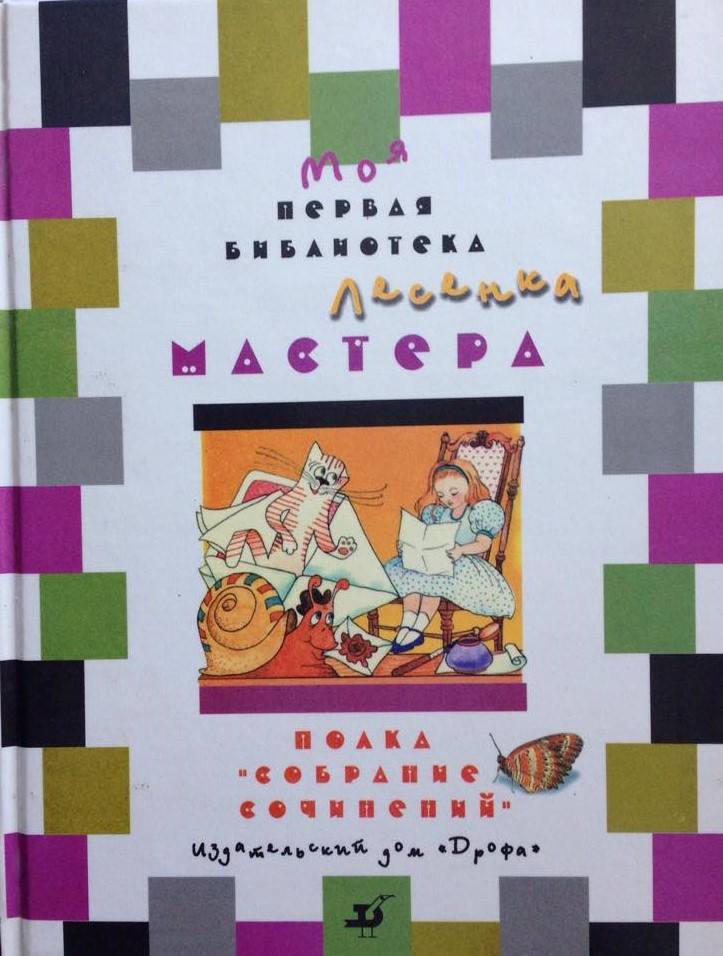 Моя
ПЕРВАЯ
БИБЛИОТЕКА
Лесенка
МАСТЕРА
ПОЛКА
"СОБРАНИЕ
СОЧИНЕНИЙ"
Издательский дом «Дрофа»